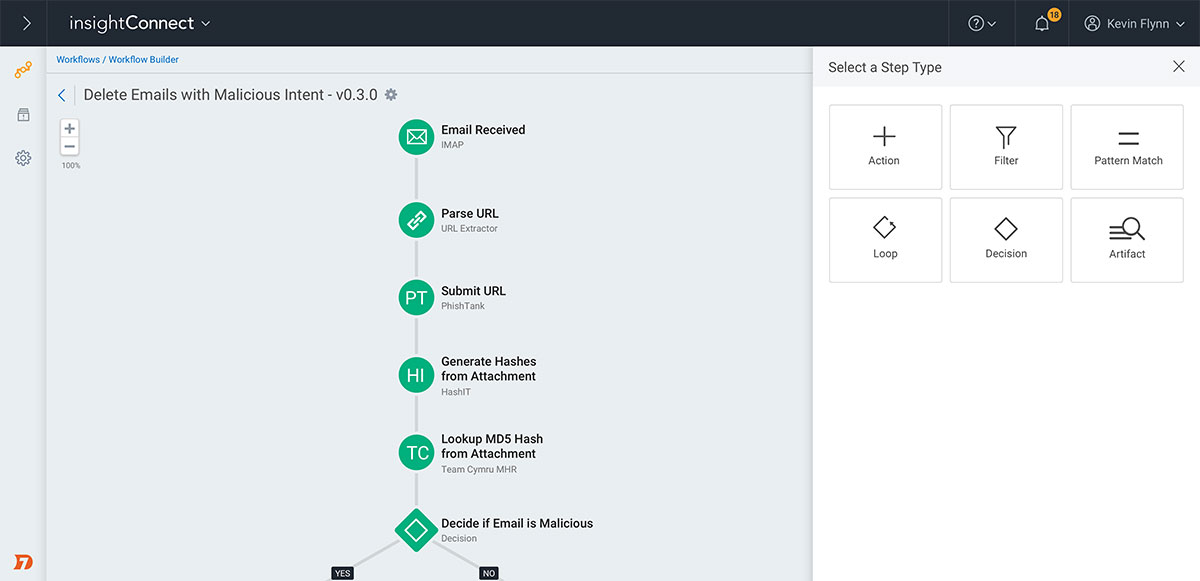 insightConnect
18
Kevin Flynn
Workflows / Workflow Builder
Delete Emails with Malicious Intent - v0.3.0
100%
Email Received
IMAP
Parse URL
URL Extractor
PT
Submit URL
PhishTank
HI
Generate Hashes
from Attachment
HashIT
TC
Lookup MD5 Hash
from Attachment
Team Cymru MHR
Decide if Email is Malicious
Decision
YES
NO
Select a Step Type
Action
Filter
Pattern Match
Loop
Decision
Artifact